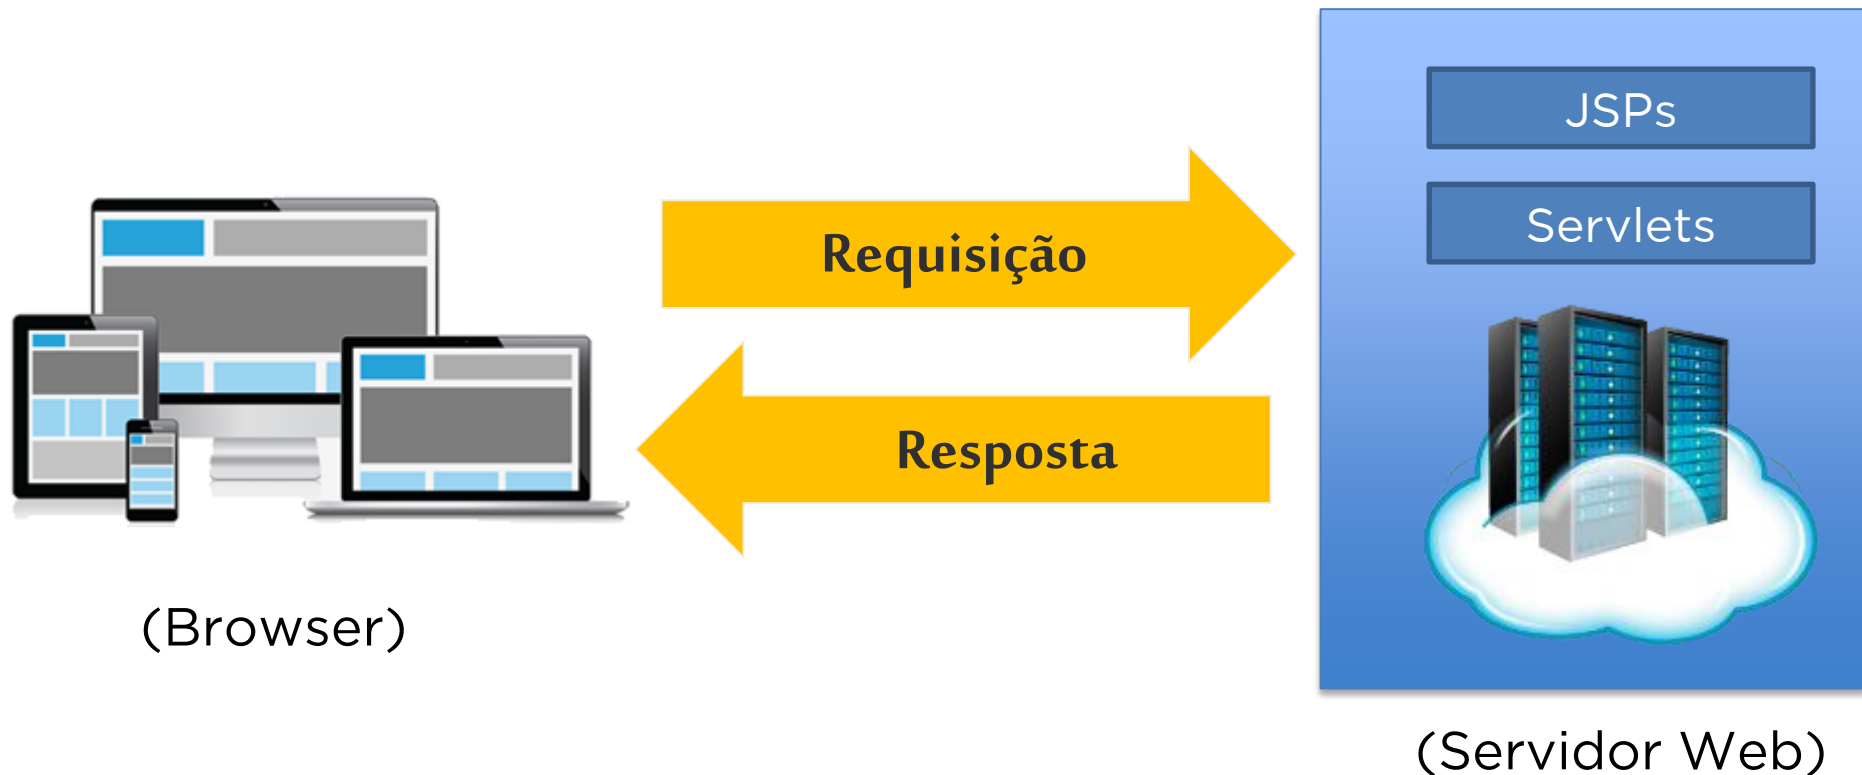 JSPs
Servlets
Requisição
Resposta
(Browser)
(Servidor Web)